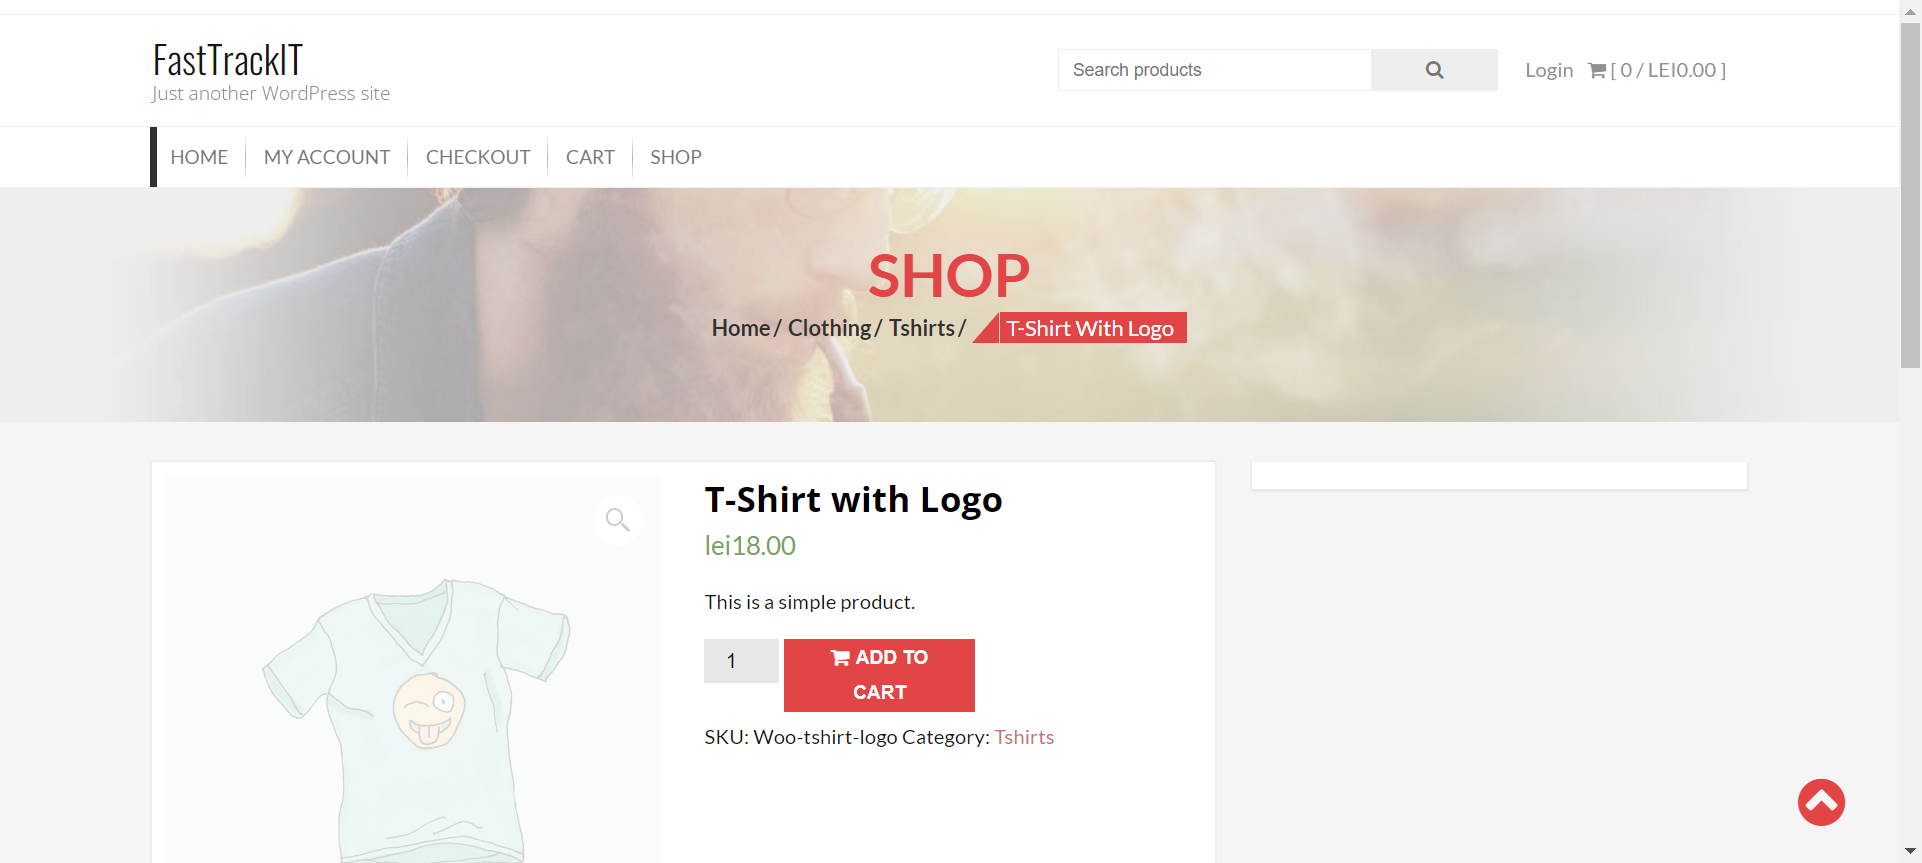 FastTrackIT
Just another WordPress site
Search products
Login [ 0 / LEI0.00 ]
HOME MY ACCOUNT CHECKOUT CART SHOP
SHOP
Home / Clothing / Tshirts / T-Shirt With Logo
T-Shirt with Logo
lei18.00
This is a simple product.
1
ADD TO
CART
SKU: Woo-tshirt-logo Category: Tshirts